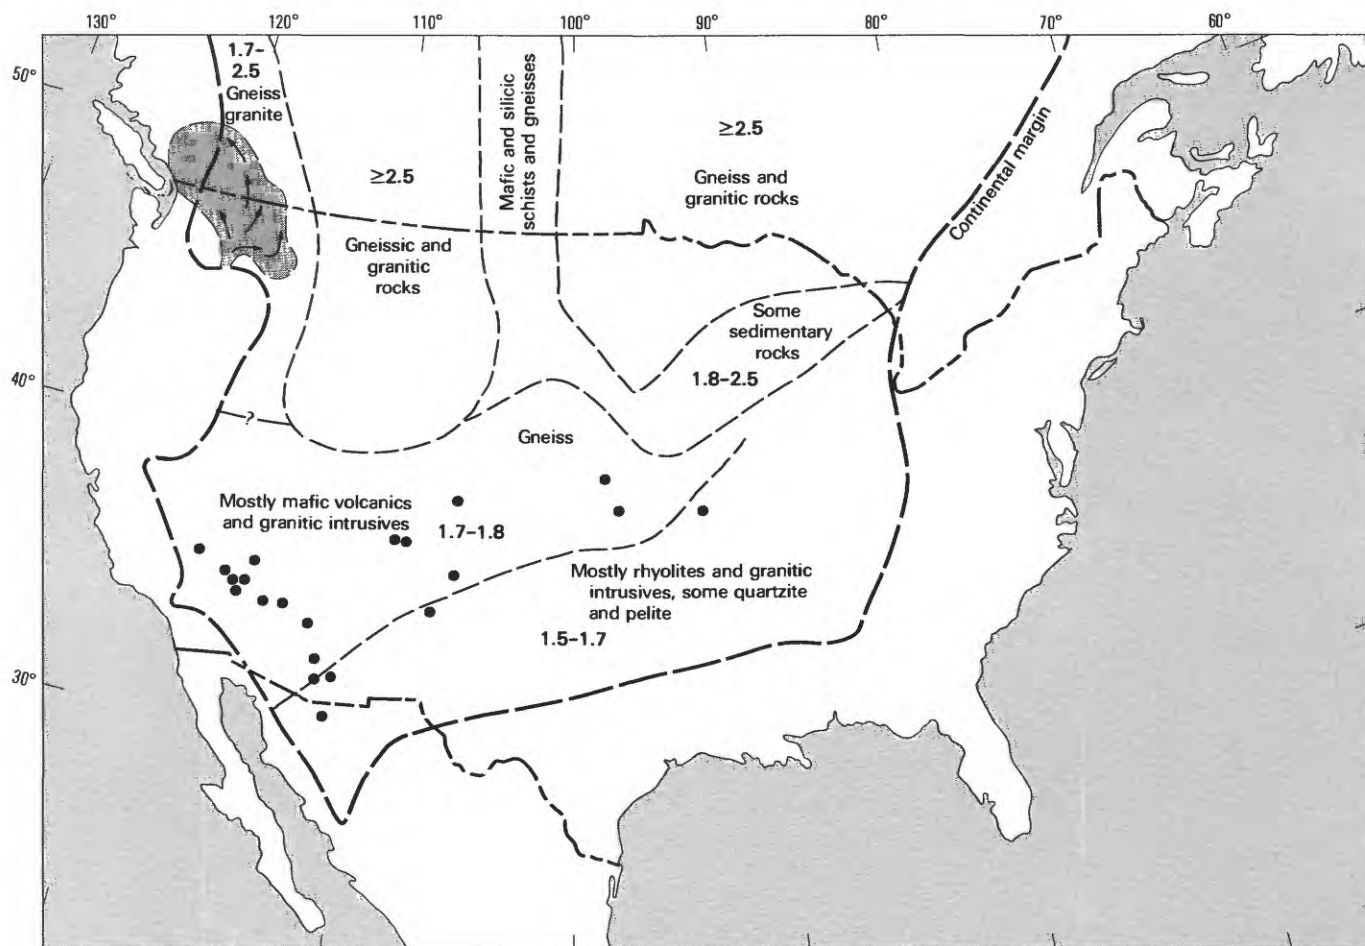 130°
120°
110°
100°
90°
80°
70°
60°
50°
40°
30°
1.7–
2.5
Gneiss
granite
≥2.5
Gneissic and
granitic
rocks
Mafic and silicic
schists and gneisses
≥2.5
Gneiss and
granitic rocks
Continental margin
Some
sedimentary
rocks
1.8–2.5
?
Gneiss
Mostly mafic volcanics
and granitic intrusives
1.7–1.8
Mostly rhyolites and granitic
intrusives, some quartzite
and pelite
1.5–1.7